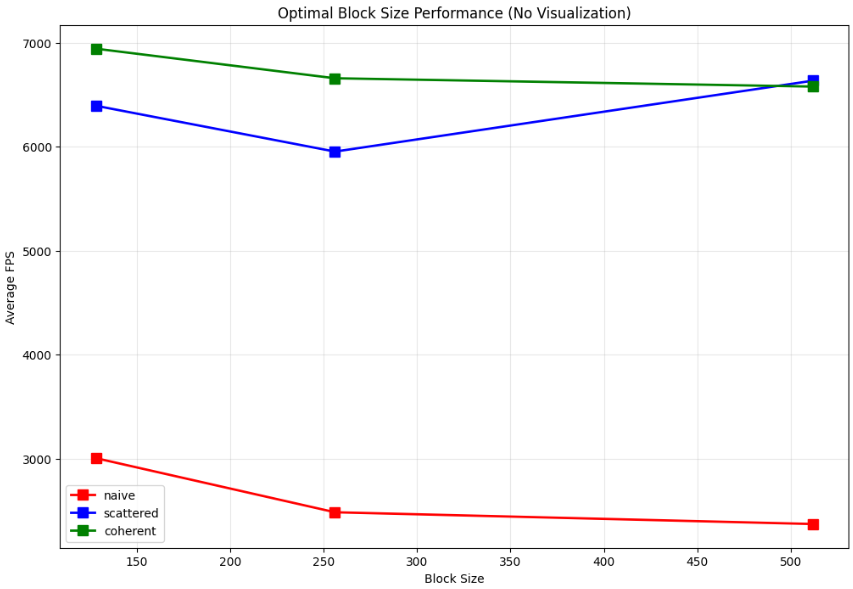 Optimal Block Size Performance (No Visualization)
7000
6000
5000
4000
3000
Average FPS
naive
scattered
coherent
150 200 250 300 350 400 450 500
Block Size